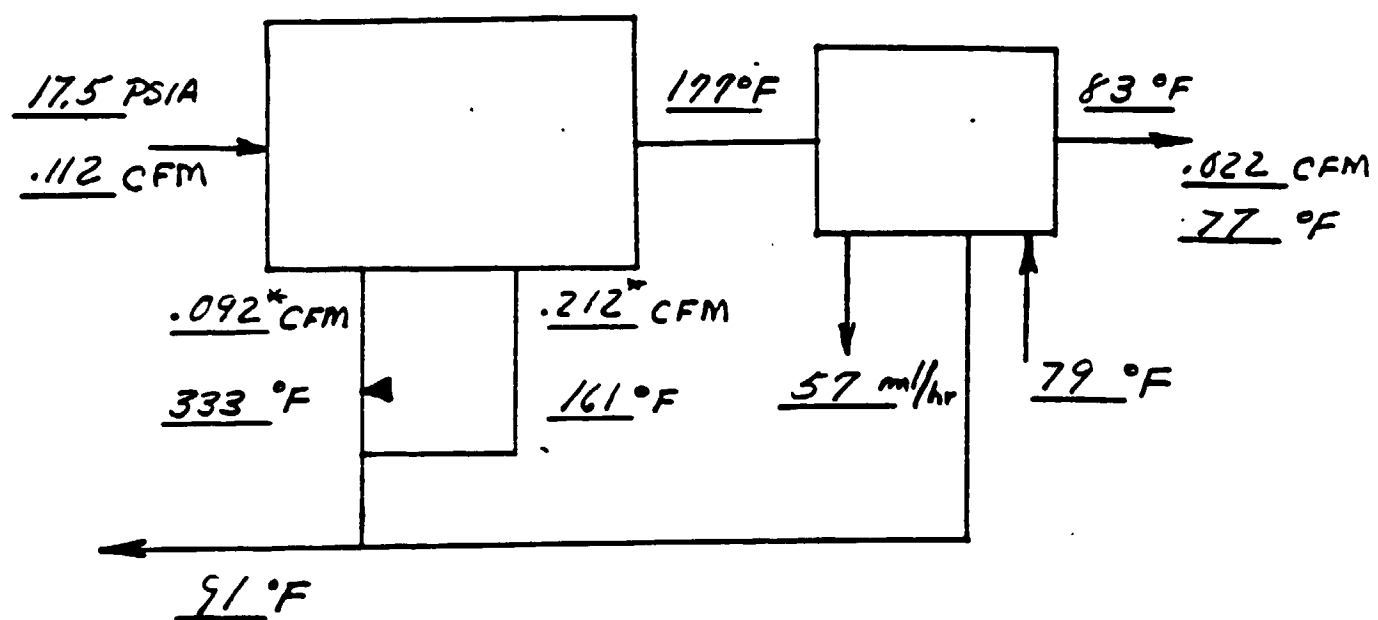 17.5 PSIA
.112 CFM
177°F
83 °F
.022 CFM
77 °F
.092* CFM
333 °F
.212* CFM
161 °F
57 ml/hr
79 °F
91 °F